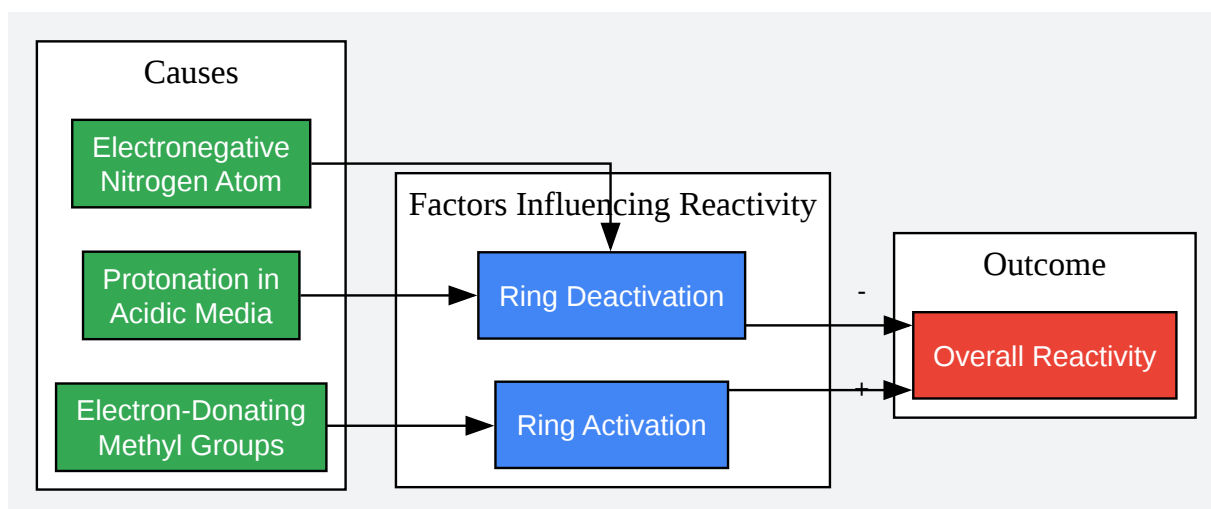 Causes
Electronegative
Nitrogen Atom
Protonation in
Acidic Media
Electron-Donating
Methyl Groups
Factors Influencing Reactivity
Ring Deactivation
Ring Activation
-
+
Outcome
Overall Reactivity